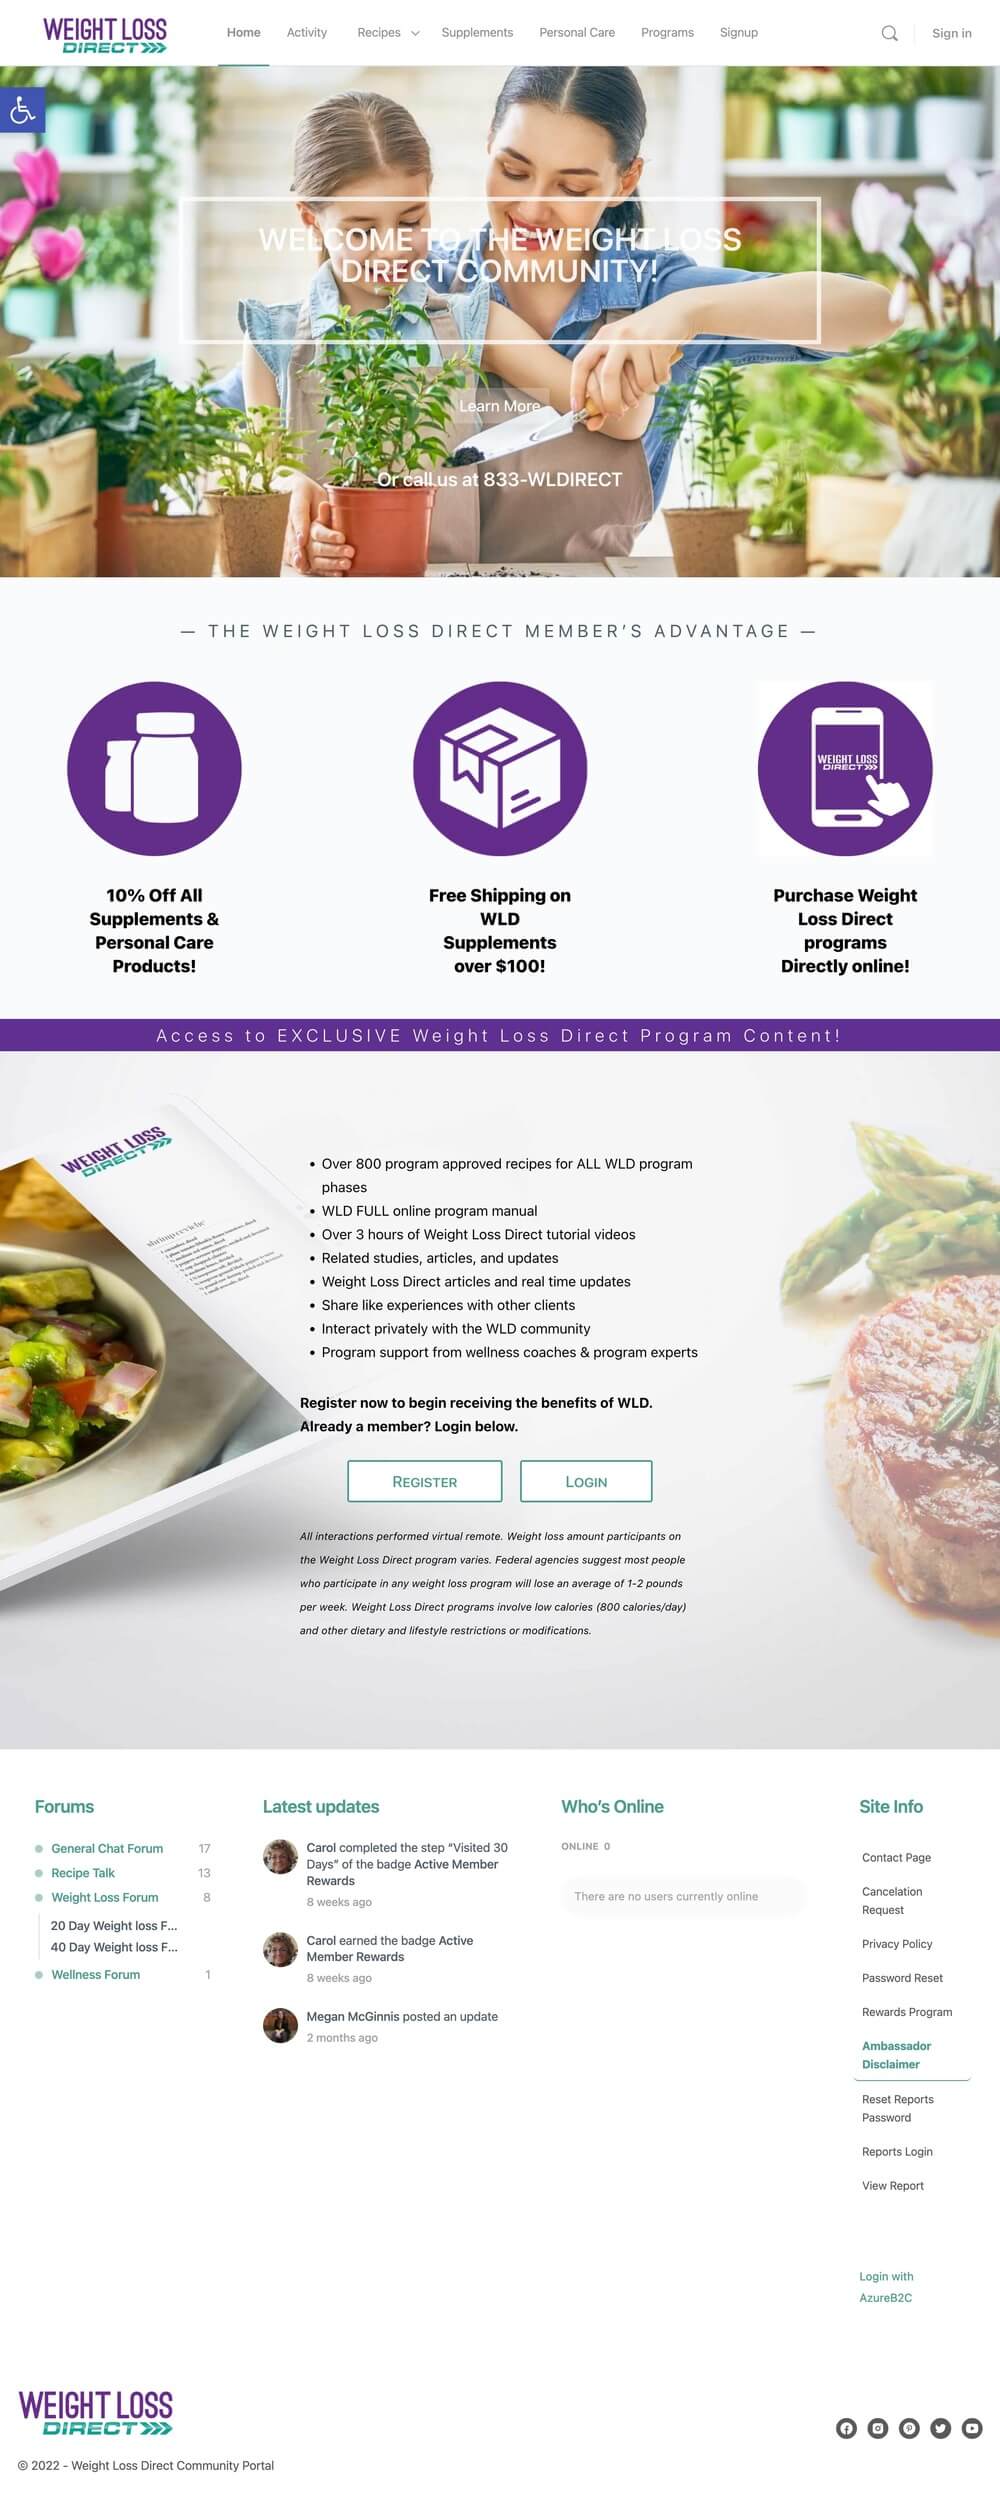 WEIGHT LOSS
DIRECT
Home
Activity
Recipes
Supplements
Personal Care
Programs
Signup
Sign in
WELCOME TO THE WEIGHT LOSS
DIRECT COMMUNITY!
Learn More
Or call us at 833-WLDIRECT
— THE WEIGHT LOSS DIRECT MEMBER’S ADVANTAGE —
WEIGHT LOSS
DIRECT
10% Off All
Supplements &
Personal Care
Products!
Free Shipping on
WLD
Supplements
over $100!
Purchase Weight
Loss Direct
programs
Directly online!
Access to EXCLUSIVE Weight Loss Direct Program Content!
WEIGHT LOSS
DIRECT
shrimp ceviche
• Over 800 program approved recipes for ALL WLD program
phases
• WLD FULL online program manual
• Over 3 hours of Weight Loss Direct tutorial videos
• Related studies, articles, and updates
• Weight Loss Direct articles and real time updates
• Share like experiences with other clients
• Interact privately with the WLD community
• Program support from wellness coaches & program experts
Register now to begin receiving the benefits of WLD.
Already a member? Login below.
REGISTER
LOGIN
All interactions performed virtual remote. Weight loss amount participants on
the Weight Loss Direct program varies. Federal agencies suggest most people
who participate in any weight loss program will lose an average of 1-2 pounds
per week. Weight Loss Direct programs involve low calories (800 calories/day)
and other dietary and lifestyle restrictions or modifications.
Forums
General Chat Forum 17
Recipe Talk 13
Weight Loss Forum 8
20 Day Weight loss F...
40 Day Weight loss F...
Wellness Forum 1
Latest updates
Carol completed the step “Visited 30
Days” of the badge Active Member
Rewards
8 weeks ago
Carol earned the badge Active
Member Rewards
8 weeks ago
Megan McGinnis posted an update
2 months ago
Who’s Online
ONLINE 0
There are no users currently online
Site Info
Contact Page
Cancelation
Request
Privacy Policy
Password Reset
Rewards Program
Ambassador
Disclaimer
Reset Reports
Password
Reports Login
View Report
Login with
AzureB2C
WEIGHT LOSS
DIRECT
© 2022 - Weight Loss Direct Community Portal